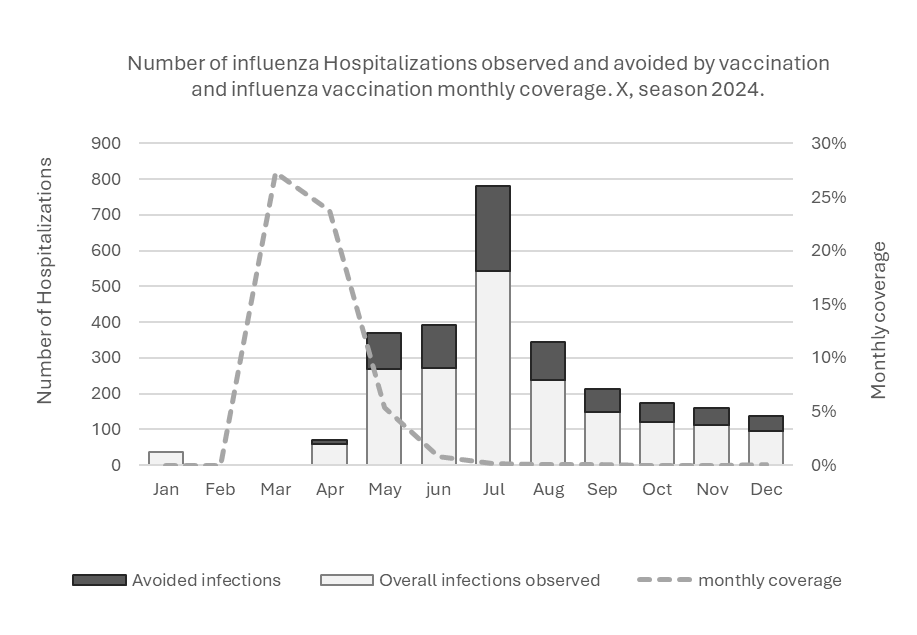 Number of influenza Hospitalizations observed and avoided by vaccination
and influenza vaccination monthly coverage. X, season 2024.
Number of Hospitalizations
900
800
700
600
500
400
300
200
100
0
30%
25%
20%
15%
10%
5%
0%
Monthly coverage
Jan Feb Mar Apr May jun Jul Aug Sep Oct Nov Dec
Avoided infections Overall infections observed monthly coverage